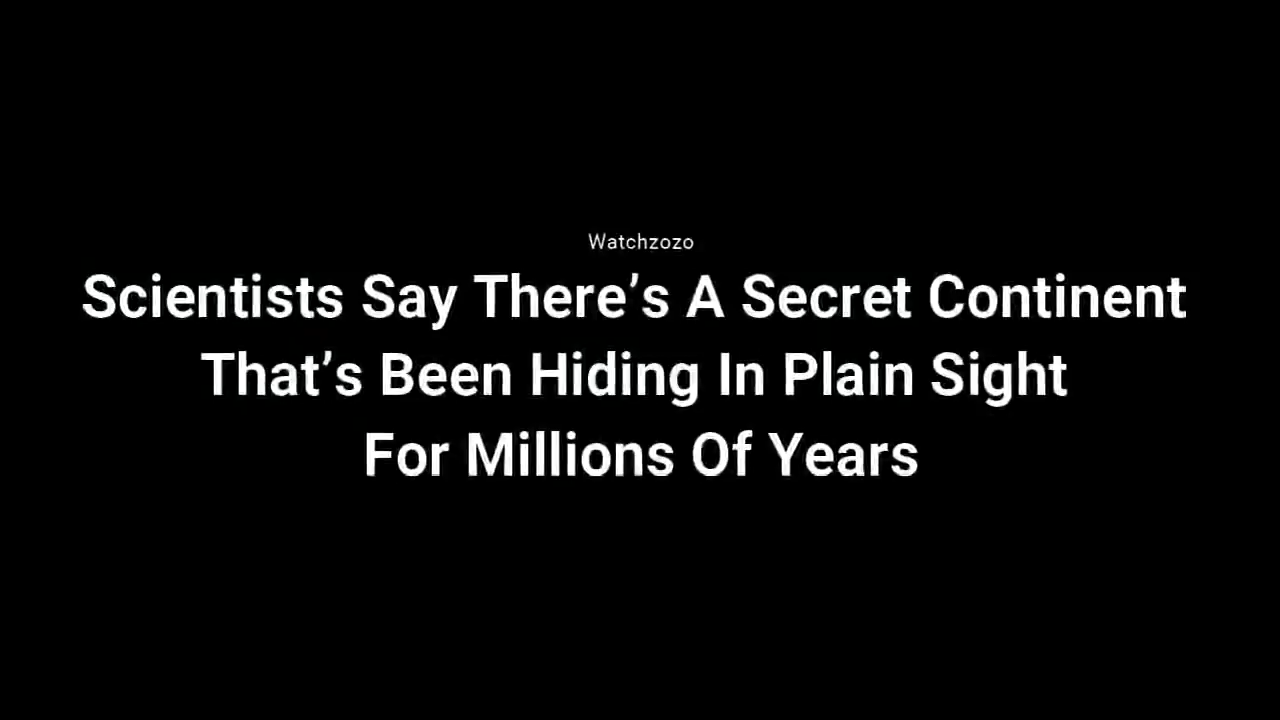 Watchzozo
Scientists Say There’s A Secret Continent
That’s Been Hiding In Plain Sight
For Millions Of Years